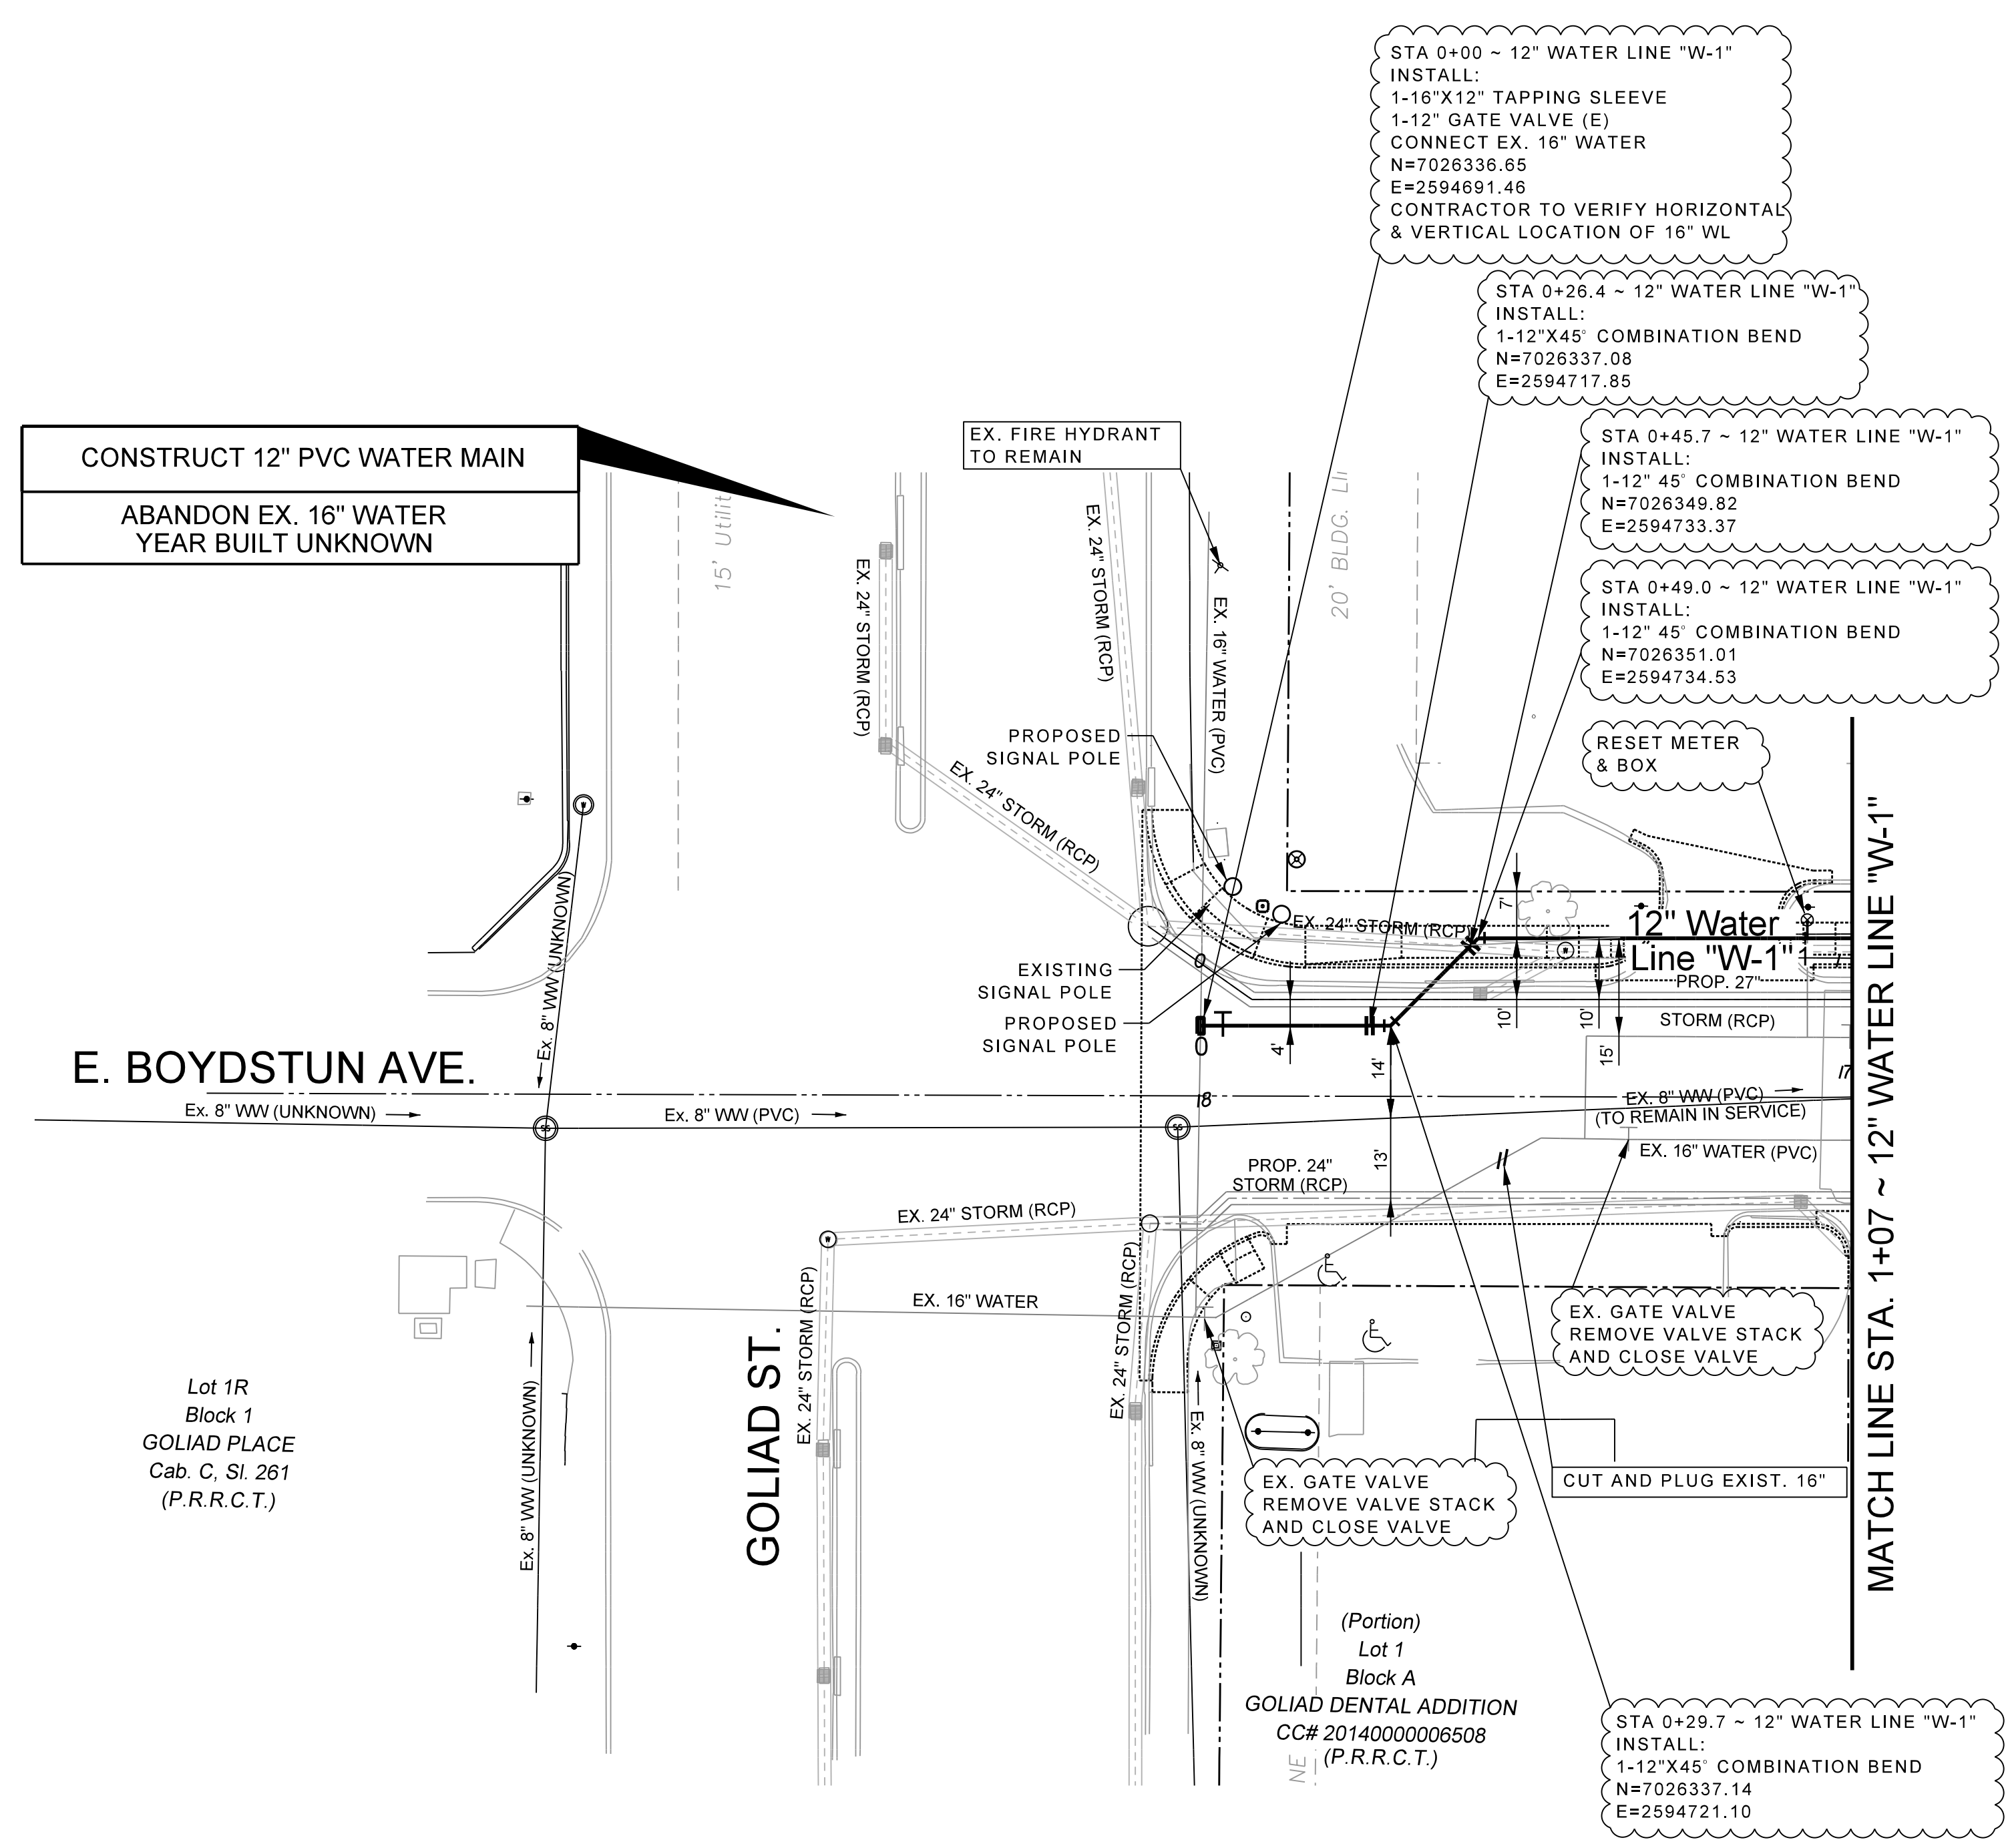 STA 0+00 ~ 12" WATER LINE "W-1"
INSTALL:
1-16"X12" TAPPING SLEEVE
1-12" GATE VALVE (E)
CONNECT EX. 16" WATER
N=7026336.65
E=2594691.46
CONTRACTOR TO VERIFY HORIZONTAL
& VERTICAL LOCATION OF 16" WL
STA 0+26.4 ~ 12" WATER LINE "W-1"
INSTALL:
1-12"X45° COMBINATION BEND
N=7026337.08
E=2594717.85
STA 0+45.7 ~ 12" WATER LINE "W-1"
INSTALL:
1-12" 45° COMBINATION BEND
N=7026349.82
E=2594733.37
STA 0+49.0 ~ 12" WATER LINE "W-1"
INSTALL:
1-12" 45° COMBINATION BEND
N=7026351.01
E=2594734.53
RESET METER
& BOX
CONSTRUCT 12" PVC WATER MAIN
ABANDON EX. 16" WATER
YEAR BUILT UNKNOWN
EX. FIRE HYDRANT
TO REMAIN
15' Utilit
20' BLDG. LI
EX. 24" STORM (RCP)
EX. 24" STORM (RCP)
EX. 16" WATER (PVC)
EX. 24" STORM (RCP)
PROPOSED
SIGNAL POLE
EX. 24" STORM (RCP)
EXISTING
SIGNAL POLE
PROPOSED
SIGNAL POLE
12" Water
Line "W-1"
PROP. 27"
STORM (RCP)
7'
10'
10'
15'
4'
14'
13'
0
0
18
17
1
Ex. 8" WW (UNKNOWN)
E. BOYDSTUN AVE.
Ex. 8" WW (UNKNOWN)
Ex. 8" WW (PVC)
EX. 8" WW (PVC)
(TO REMAIN IN SERVICE)
EX. 16" WATER (PVC)
SS
SS
W
W
W
PROP. 24"
STORM (RCP)
EX. 24" STORM (RCP)
EX. 16" WATER
EX. 24" STORM (RCP)
EX. 24" STORM (RCP)
GOLIAD ST.
Ex. 8" WW (UNKNOWN)
Ex. 8" WW (UNKNOWN)
Lot 1R
Block 1
GOLIAD PLACE
Cab. C, Sl. 261
(P.R.R.C.T.)
EX. GATE VALVE
REMOVE VALVE STACK
AND CLOSE VALVE
EX. GATE VALVE
REMOVE VALVE STACK
AND CLOSE VALVE
CUT AND PLUG EXIST. 16"
(Portion)
Lot 1
Block A
GOLIAD DENTAL ADDITION
CC# 20140000006508
(P.R.R.C.T.)
NE
MATCH LINE STA. 1+07 ~ 12" WATER LINE "W-1"
STA 0+29.7 ~ 12" WATER LINE "W-1"
INSTALL:
1-12"X45° COMBINATION BEND
N=7026337.14
E=2594721.10